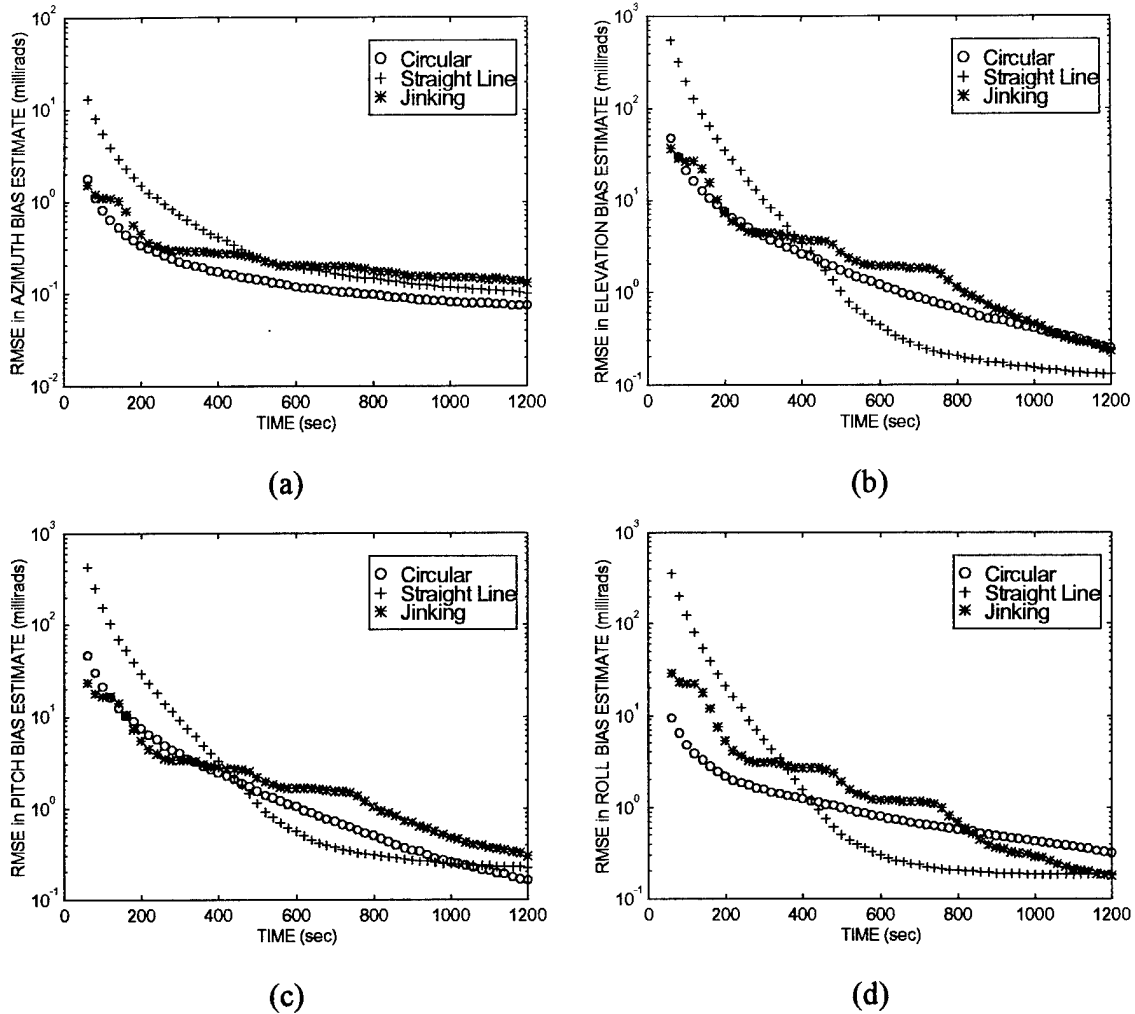 RMSE in AZIMUTH BIAS ESTIMATE (millirads)
10^2
10^1
10^0
10^-1
10^-2
Circular
Straight Line
Jinking
0 200 400 600 800 1000 1200
TIME (sec)
(a)
RMSE in ELEVATION BIAS ESTIMATE (millirads)
10^3
10^2
10^1
10^0
10^-1
Circular
Straight Line
Jinking
0 200 400 600 800 1000 1200
TIME (sec)
(b)
RMSE in PITCH BIAS ESTIMATE (millirads)
10^3
10^2
10^1
10^0
10^-1
Circular
Straight Line
Jinking
0 200 400 600 800 1000 1200
TIME (sec)
(c)
RMSE in ROLL BIAS ESTIMATE (millirads)
10^3
10^2
10^1
10^0
10^-1
Circular
Straight Line
Jinking
0 200 400 600 800 1000 1200
TIME (sec)
(d)